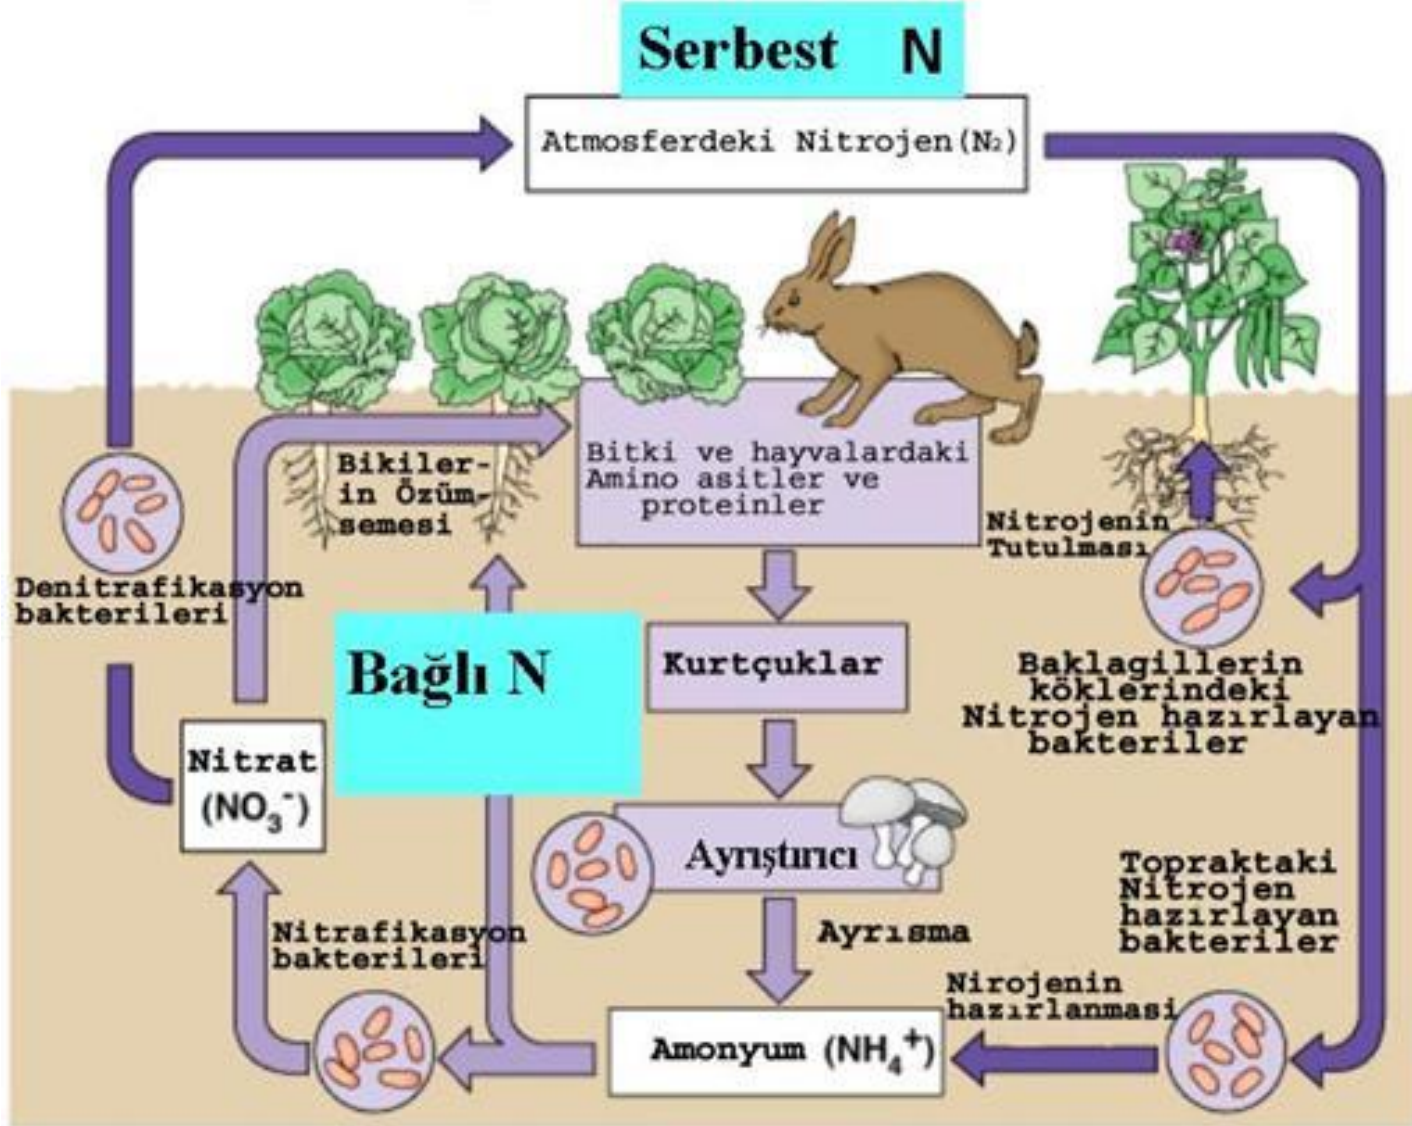 Serbest N
Atmosferdeki Nitrojen(N₂)
Bikiler-
in Özüm-
semesi
Bitki ve hayvalardaki
Amino asitler ve
proteinler
Nitrojenin
Tutulması
Denitrafikasyon
bakterileri
Bağlı N
Kurtçuklar
Baklagillerin
köklerindeki
Nitrojen hazırlayan
bakteriler
Nitrat
(NO₃⁻)
Ayrıştırıcı
Topraktaki
Nitrojen
hazırlayan
bakteriler
Nitrafikasyon
bakterileri
Ayrısma
Nirojenin
hazırlanması
Amonyum (NH₄⁺)